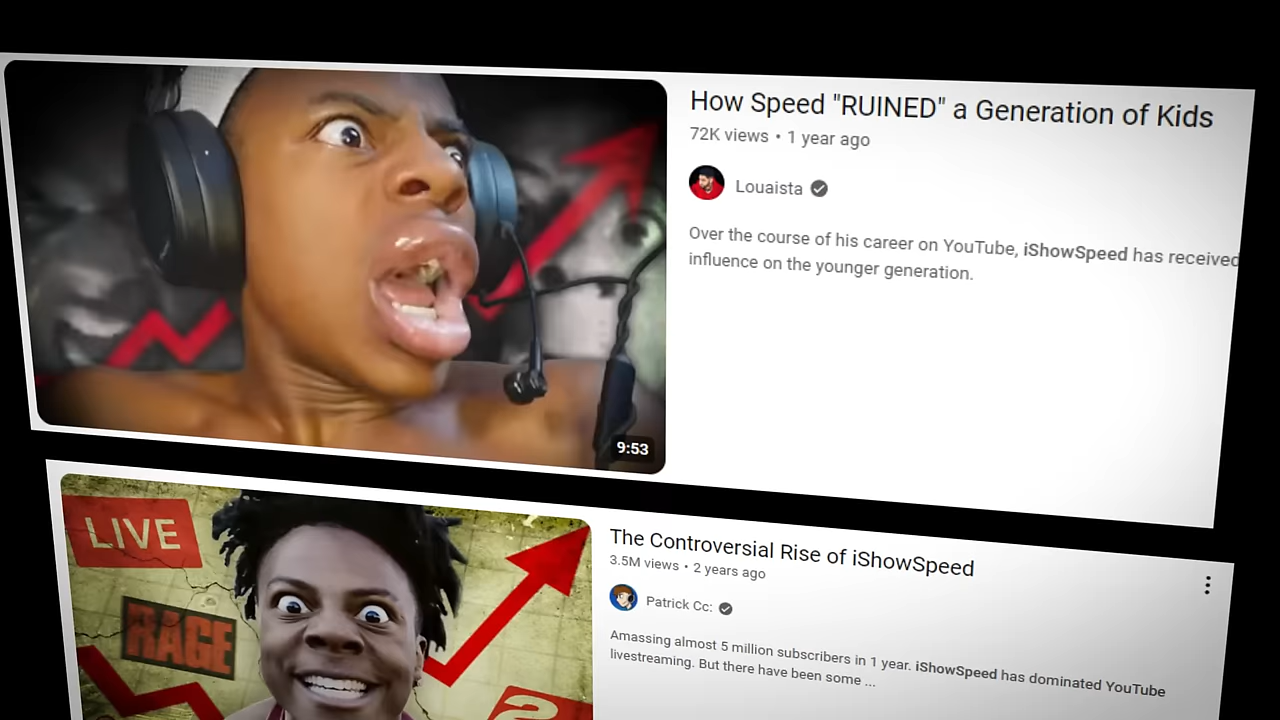 How Speed "RUINED" a Generation of Kids
72K views • 1 year ago
Louaista
Over the course of his career on YouTube, iShowSpeed has received
influence on the younger generation.
9:53
LIVE
RAGE
The Controversial Rise of iShowSpeed
3.5M views • 2 years ago
Patrick Cc:
Amassing almost 5 million subscribers in 1 year. iShowSpeed has dominated YouTube
livestreaming. But there have been some ...